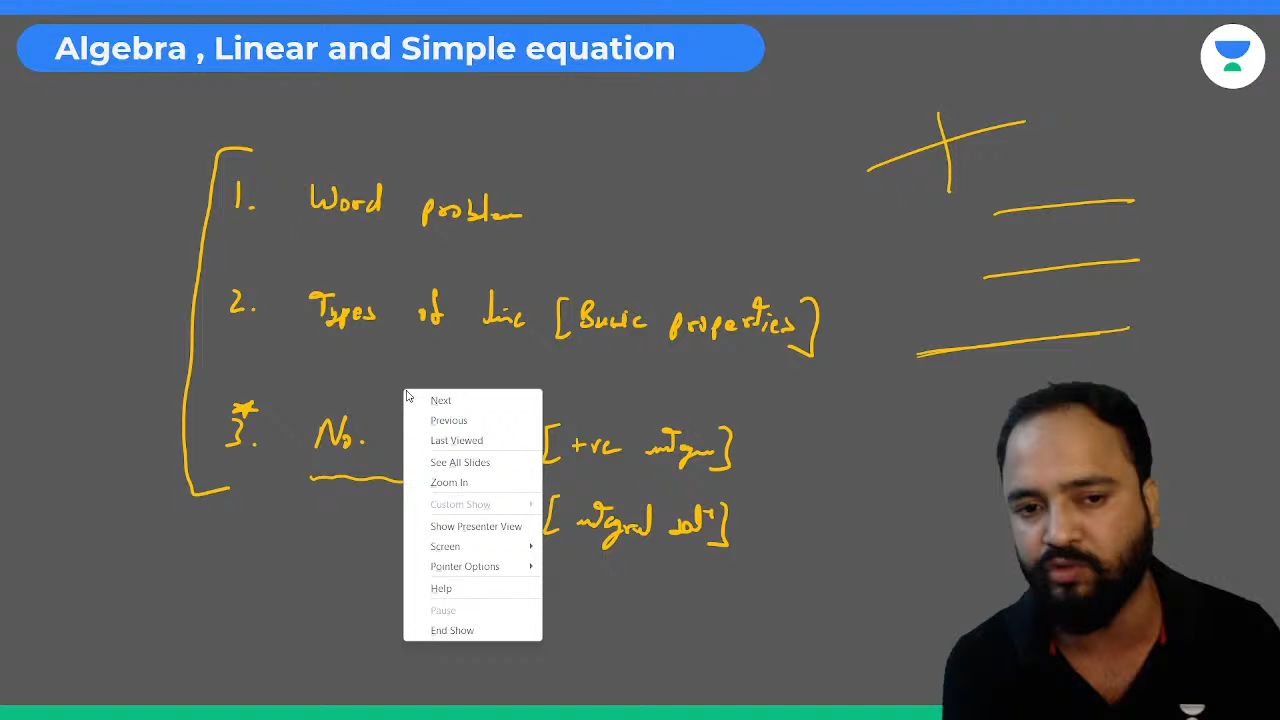 Algebra , Linear and Simple equation
1. Word problem
2. Types of line [Basic properties]
*
3. No. [+ve integer]
[integral solⁿ]
Next
Previous
Last Viewed
See All Slides
Zoom In
Custom Show
Show Presenter View
Screen
Pointer Options
Help
Pause
End Show